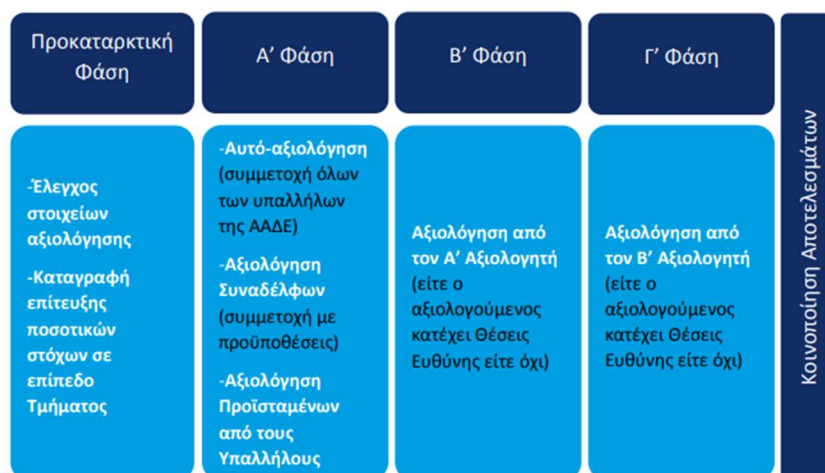 Προκαταρκτική
Φάση
-Έλεγχος
στοιχείων
αξιολόγησης
-Καταγραφή
επίτευξης
ποσοτικών
στόχων σε
επίπεδο
Τμήματος
Α’ Φάση
-Αυτό-αξιολόγηση
(συμμετοχή όλων
των υπαλλήλων
της ΑΑΔΕ)
-Αξιολόγηση
Συναδέλφων
(συμμετοχή με
προϋποθέσεις)
-Αξιολόγηση
Προϊσταμένων
από τους
Υπαλλήλους
Β’ Φάση
Αξιολόγηση από
τον Α’ Αξιολογητή
(είτε ο
αξιολογούμενος
κατέχει Θέσεις
Ευθύνης είτε όχι)
Γ’ Φάση
Αξιολόγηση από
τον Β’ Αξιολογητή
(είτε ο
αξιολογούμενος
κατέχει Θέσεις
Ευθύνης είτε όχι)
Κοινοποίηση Αποτελεσμάτων